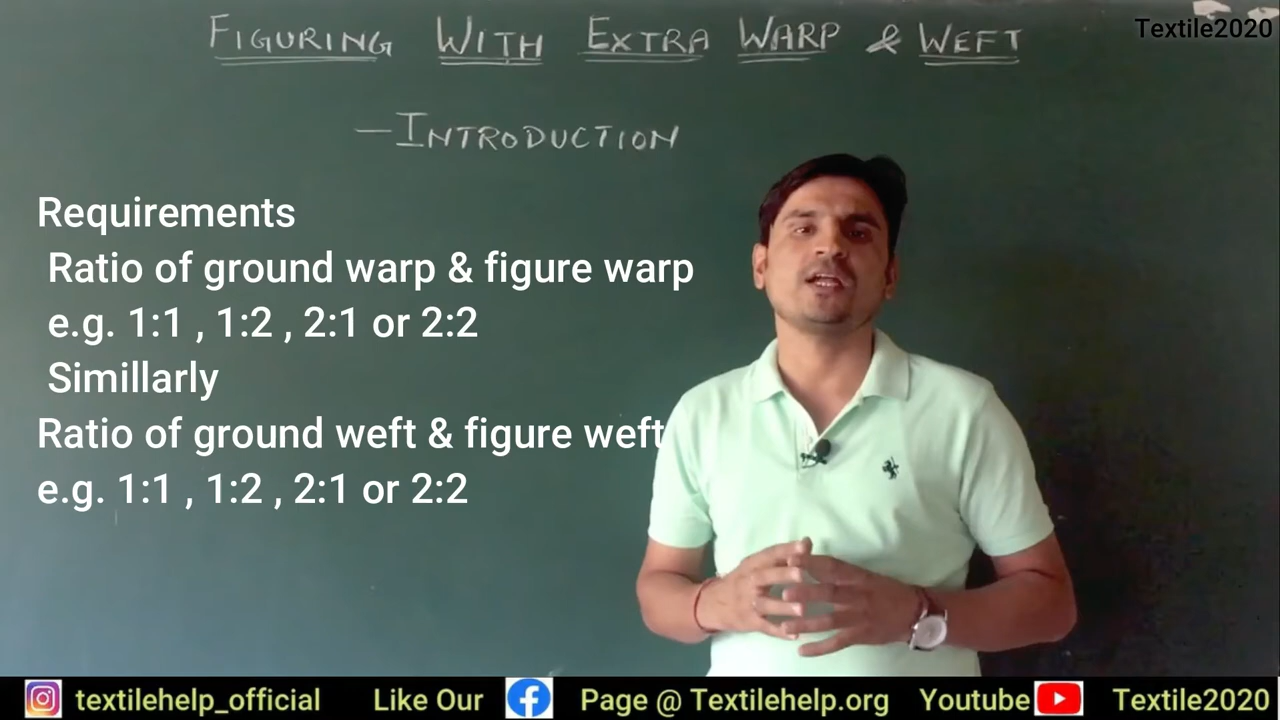 FIGURING WITH EXTRA WARP & WEFT
Textile2020
—INTRODUCTION
Requirements
Ratio of ground warp & figure warp
e.g. 1:1 , 1:2 , 2:1 or 2:2
Simillarly
Ratio of ground weft & figure weft
e.g. 1:1 , 1:2 , 2:1 or 2:2
textilehelp_official Like Our Page @ Textilehelp.org Youtube Textile2020